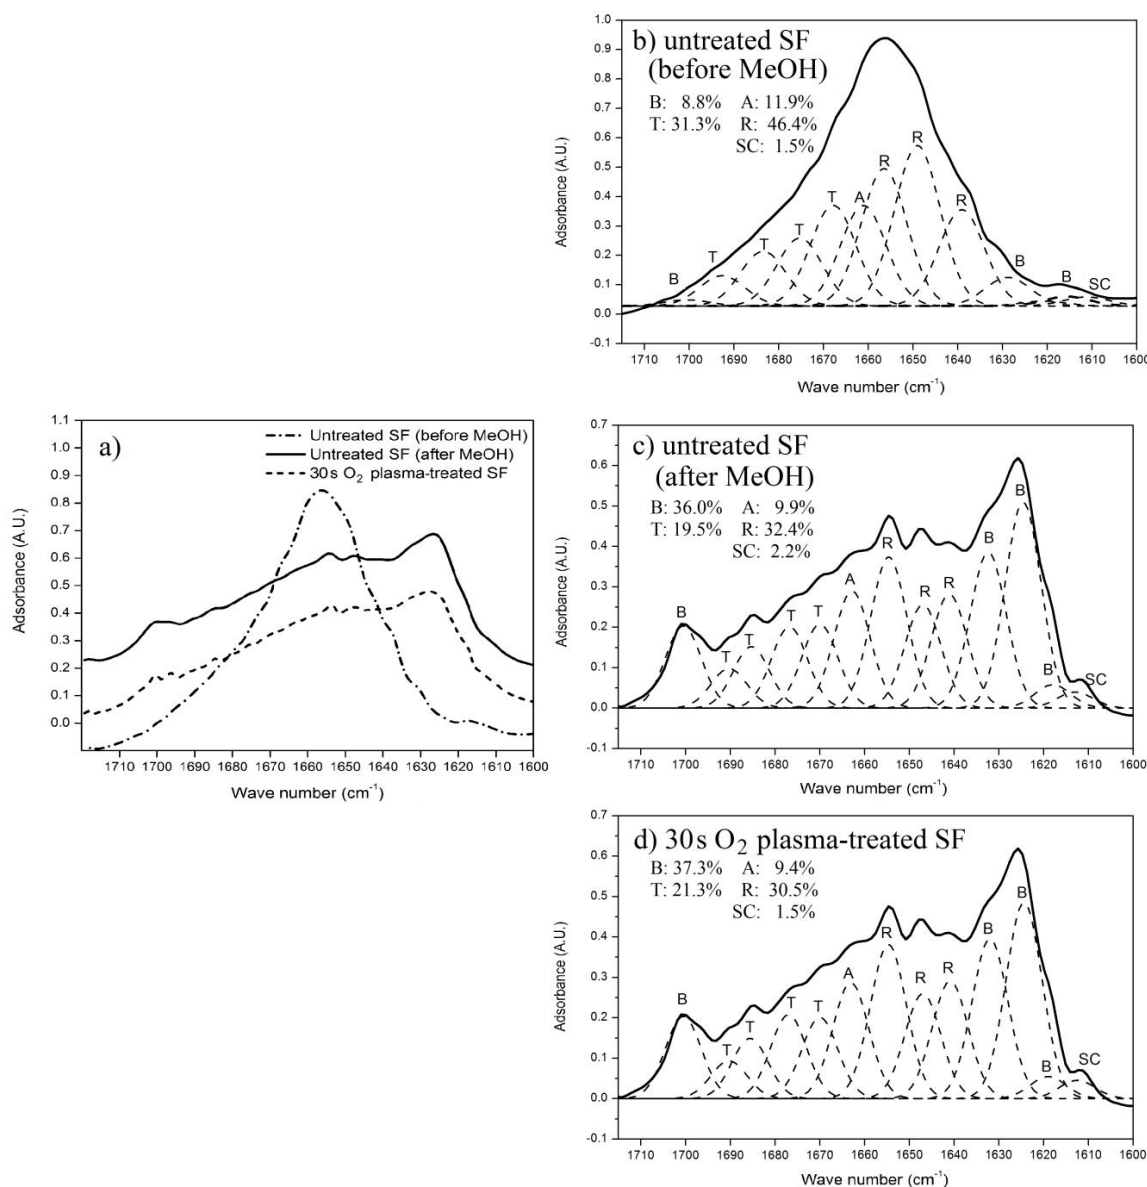 b) untreated SF
(before MeOH)
B: 8.8% A: 11.9%
T: 31.3% R: 46.4%
SC: 1.5%
1.0
0.9
0.8
0.7
0.6
0.5
0.4
0.3
0.2
0.1
0.0
-0.1
Adsorbance (A.U.)
B T T T T A R R R B B SC
1710 1700 1690 1680 1670 1660 1650 1640 1630 1620 1610 1600
Wave number (cm⁻¹)
a)
Untreated SF (before MeOH)
Untreated SF (after MeOH)
30s O₂ plasma-treated SF
1.1
1.0
0.9
0.8
0.7
0.6
0.5
0.4
0.3
0.2
0.1
0.0
Adsorbance (A.U.)
1710 1700 1690 1680 1670 1660 1650 1640 1630 1620 1610 1600
Wave number (cm⁻¹)
c) untreated SF
(after MeOH)
B: 36.0% A: 9.9%
T: 19.5% R: 32.4%
SC: 2.2%
0.7
0.6
0.5
0.4
0.3
0.2
0.1
0.0
-0.1
Adsorbance (A.U.)
B T T T T A R R R B B B SC
1710 1700 1690 1680 1670 1660 1650 1640 1630 1620 1610 1600
Wave number (cm⁻¹)
d) 30s O₂ plasma-treated SF
B: 37.3% A: 9.4%
T: 21.3% R: 30.5%
SC: 1.5%
0.7
0.6
0.5
0.4
0.3
0.2
0.1
0.0
-0.1
Adsorbance (A.U.)
B T T T T A R R R B B B SC
1710 1700 1690 1680 1670 1660 1650 1640 1630 1620 1610 1600
Wave number (cm⁻¹)